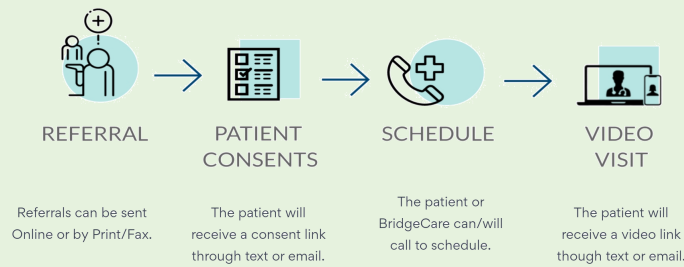 REFERRAL
Referrals can be sent
Online or by Print/Fax.
PATIENT
CONSENTS
The patient will
receive a consent link
through text or email.
SCHEDULE
The patient or
BridgeCare can/will
call to schedule.
VIDEO
VISIT
The patient will
receive a video link
though text or email.